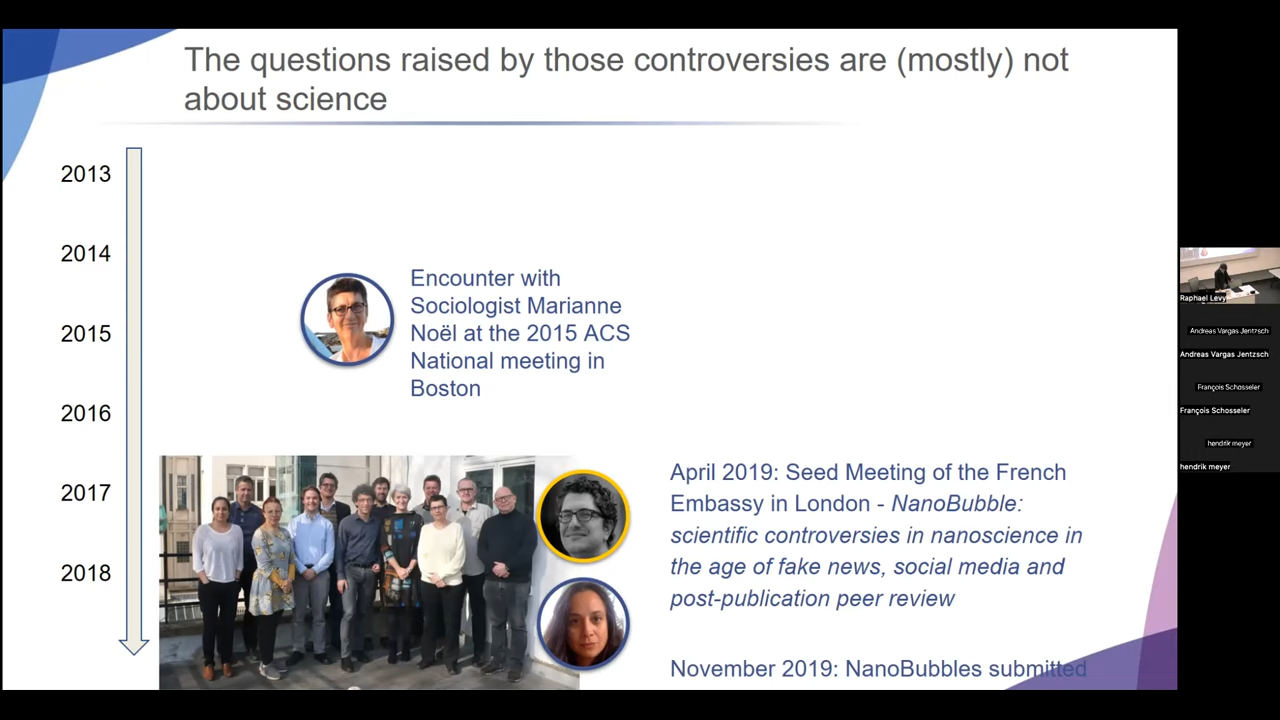 The questions raised by those controversies are (mostly) not
about science
2013
2014
2015
2016
2017
2018
Encounter with
Sociologist Marianne
Noël at the 2015 ACS
National meeting in
Boston
April 2019: Seed Meeting of the French
Embassy in London - NanoBubble:
scientific controversies in nanoscience in
the age of fake news, social media and
post-publication peer review
November 2019: NanoBubbles submitted
Raphael Levy
Andreas Vargas Jentzsch
Andreas Vargas Jentzsch
François Schosseler
François Schosseler
hendrik meyer
hendrik meyer